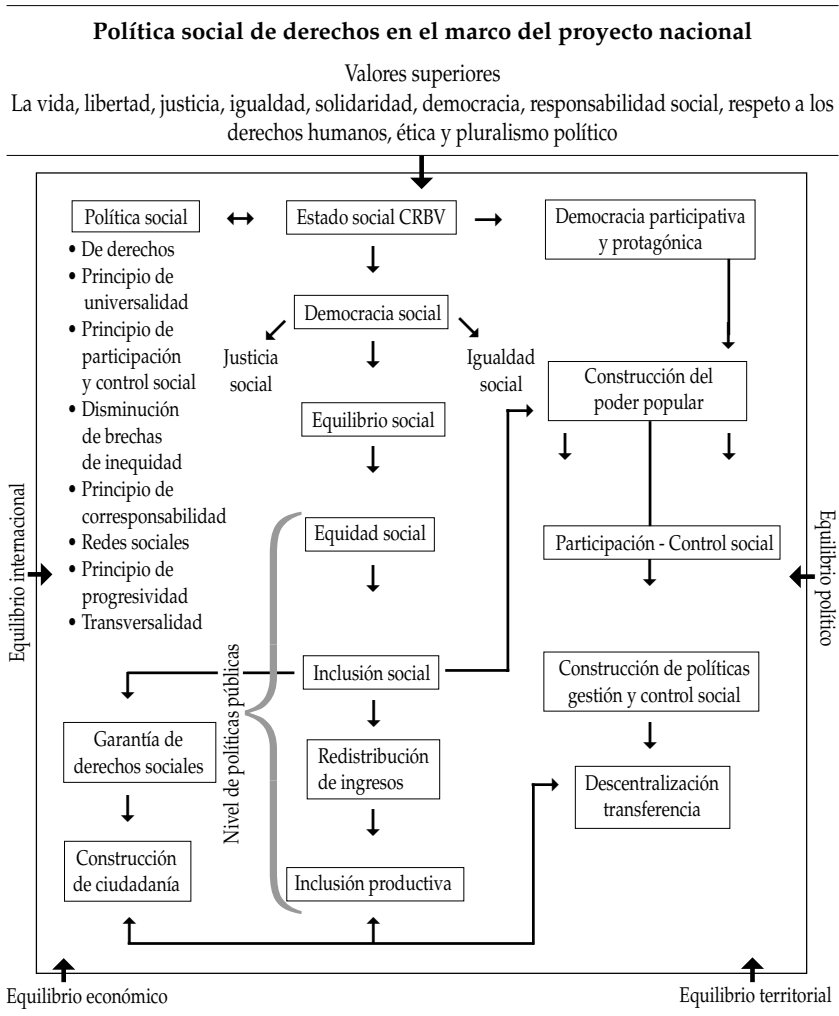 Política social de derechos en el marco del proyecto nacional
Valores superiores
La vida, libertad, justicia, igualdad, solidaridad, democracia, responsabilidad social, respeto a los
derechos humanos, ética y pluralismo político
Política social
Estado social CRBV
Democracia participativa
y protagónica
• De derechos
• Principio de
universalidad
• Principio de
participación
y control social
• Disminución
de brechas
de inequidad
• Principio de
corresponsabilidad
• Redes sociales
• Principio de
progresividad
• Transversalidad
Democracia social
Justicia
social
Igualdad
social
Construcción del
poder popular
Equilibrio social
Equidad social
Participación - Control social
Equilibrio internacional
Equilibrio político
Inclusión social
Construcción de políticas
gestión y control social
Nivel de políticas públicas
Garantía de
derechos sociales
Redistribución
de ingresos
Descentralización
transferencia
Construcción
de ciudadanía
Inclusión productiva
Equilibrio económico
Equilibrio territorial